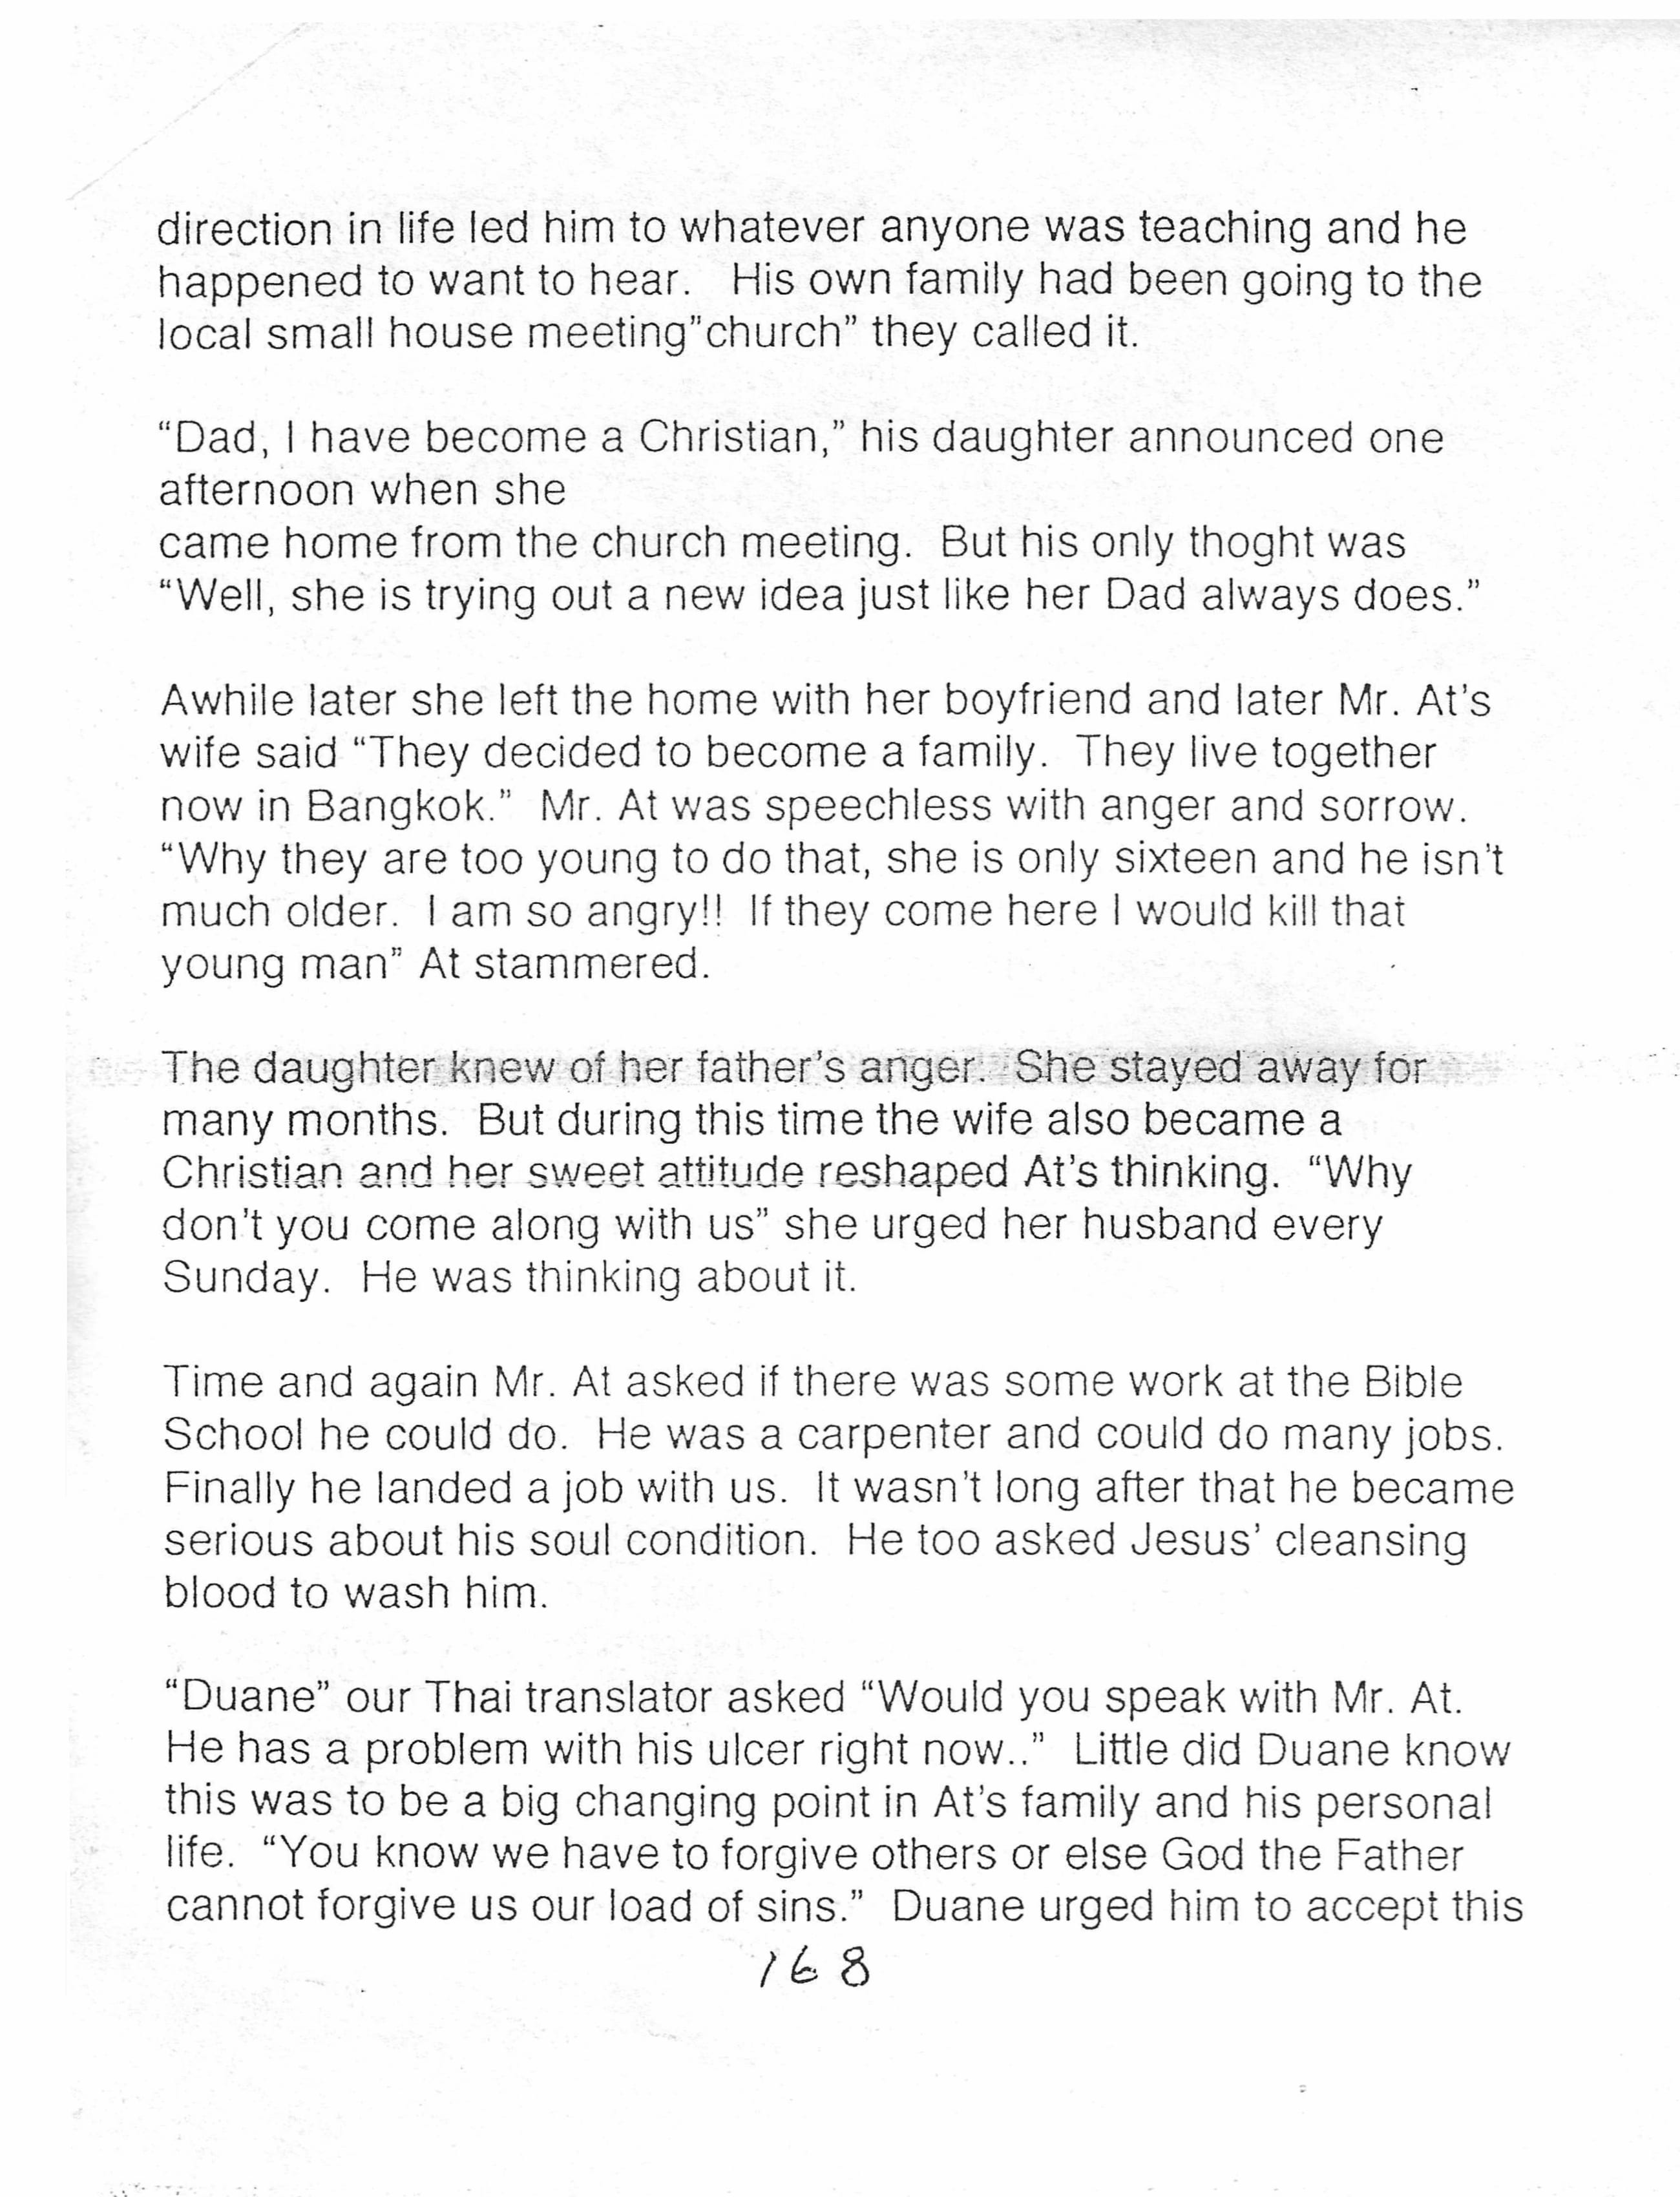 direction in life led him to whatever anyone was teaching and he
happened to want to hear.   His own family had been going to the
local small house meeting”church” they called it.
“Dad, I have become a Christian,” his daughter announced one
afternoon when she
came home from the church meeting.  But his only thoght was
“Well, she is trying out a new idea just like her Dad always does.”
Awhile later she left the home with her boyfriend and later Mr. At's
wife said “They decided to become a family.  They live together
now in Bangkok.”  Mr. At was speechless with anger and sorrow.
“Why they are too young to do that, she is only sixteen and he isn't
much older.  I am so angry!!  If they come here I would kill that
young man” At stammered.
The daughter knew of her father's anger.  She stayed away for
many months.  But during this time the wife also became a
Christian and her sweet attitude reshaped At's thinking.  “Why
don't you come along with us” she urged her husband every
Sunday.  He was thinking about it.
Time and again Mr. At asked if there was some work at the Bible
School he could do.  He was a carpenter and could do many jobs.
Finally he landed a job with us.  It wasn't long after that he became
serious about his soul condition.  He too asked Jesus' cleansing
blood to wash him.
“Duane” our Thai translator asked “Would you speak with Mr. At.
He has a problem with his ulcer right now..”  Little did Duane know
this was to be a big changing point in At's family and his personal
life.  “You know we have to forgive others or else God the Father
cannot forgive us our load of sins.”  Duane urged him to accept this
168